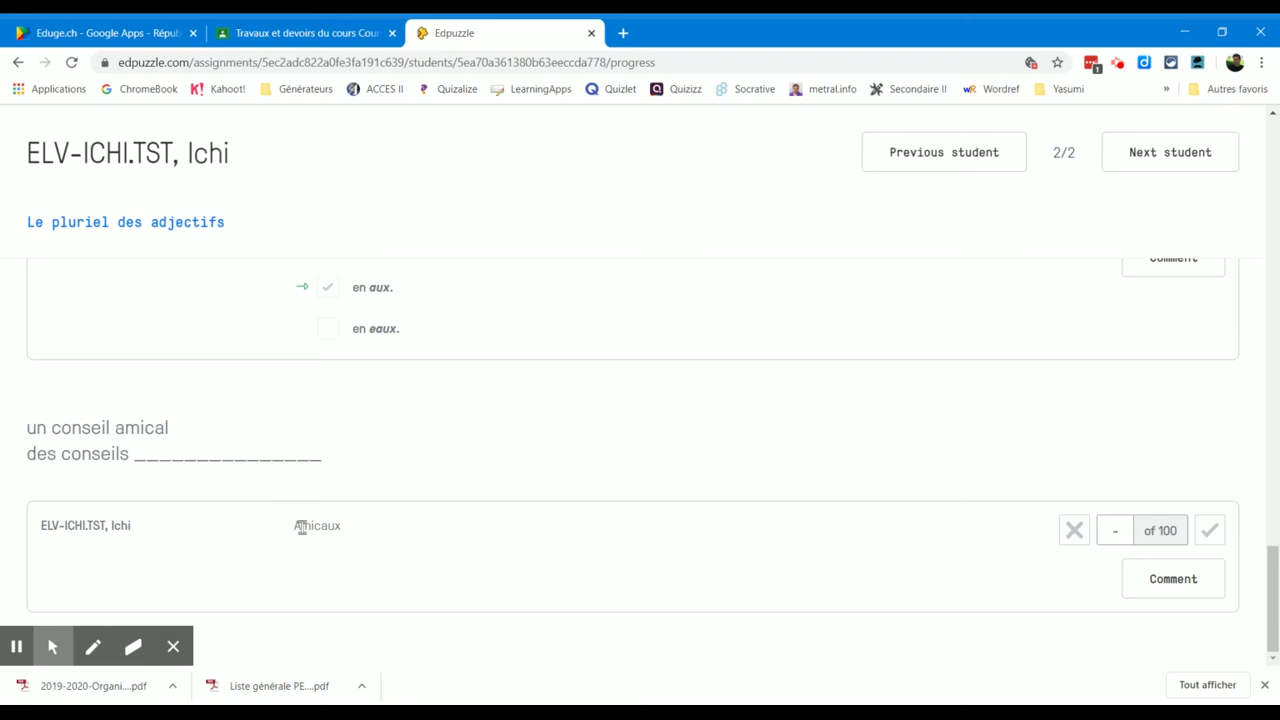 Eduge.ch - Google Apps - Répub
Travaux et devoirs du cours Cour
Edpuzzle
edpuzzle.com/assignments/5ec2adc822a0fe3fa191c639/students/5ea70a361380b63eeccda778/progress
Applications
ChromeBook
Kahoot!
Générateurs
ACCES II
Quizalize
LearningApps
Quizlet
Quizizz
Socrative
metral.info
Secondaire II
Wordref
Yasumi
»
Autres favoris
ELV-ICHI.TST, Ichi
Previous student
2/2
Next student
Le pluriel des adjectifs
Comment
en aux.
en eaux.
un conseil amical
des conseils _______________
ELV-ICHI.TST, Ichi
Amicaux
-
of 100
Comment
2019-2020-Organi....pdf
Liste générale PE....pdf
Tout afficher